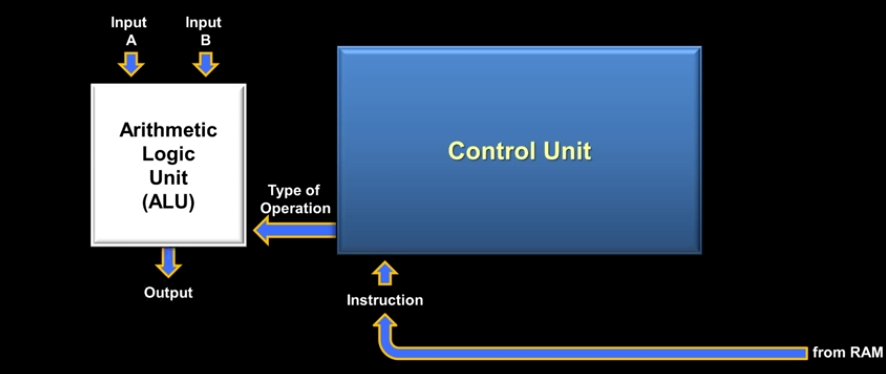 Input
A
Input
B
Arithmetic
Logic
Unit
(ALU)
Control Unit
Type of
Operation
Output
Instruction
from RAM